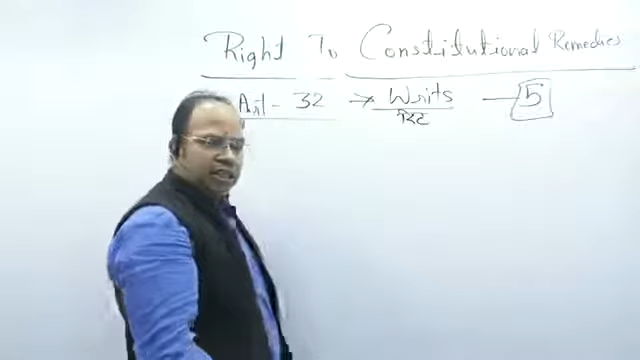 Right To Constitutional Remedies
Art - 32 → Writs — 5
रिट